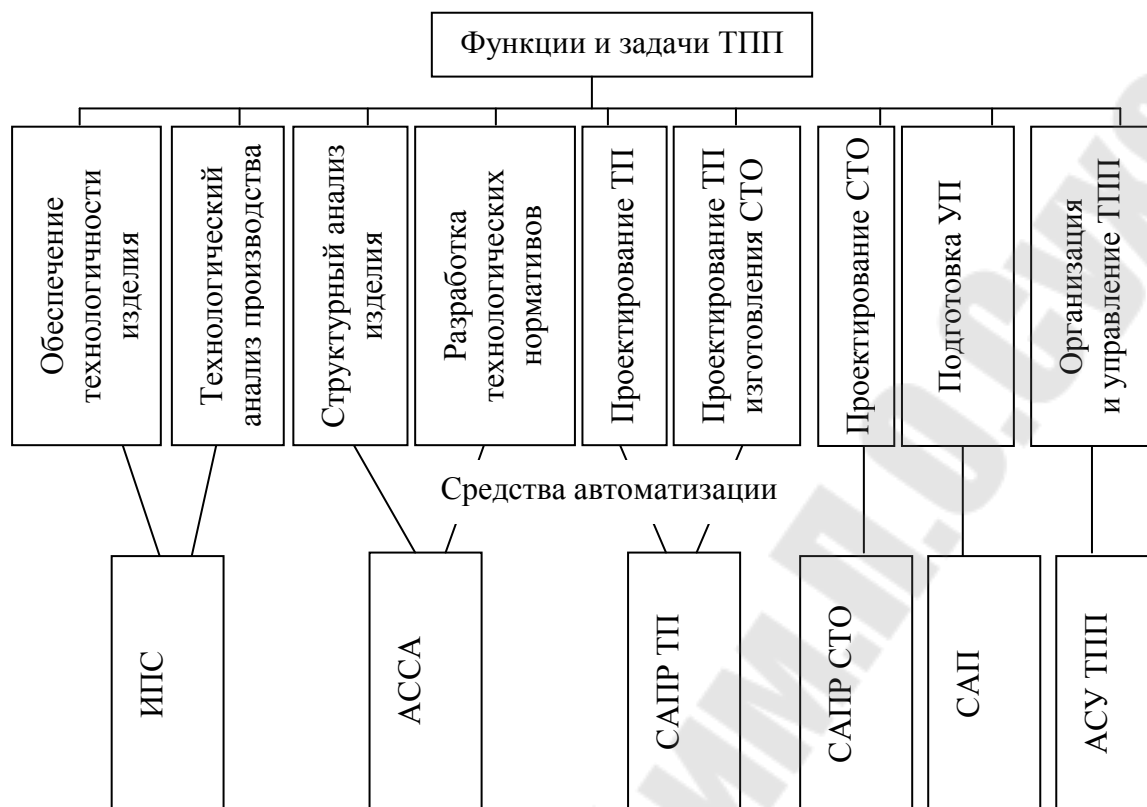 Функции и задачи ТПП
Обеспечение
технологичности
изделия
Технологический
анализ производства
Структурный анализ
изделия
Разработка
технологических
нормативов
Проектирование ТП
Проектирование ТП
изготовления СТО
Проектирование СТО
Подготовка УП
Организация
и управление ТПП
Средства автоматизации
ИПС
АССА
САПР ТП
САПР СТО
САП
АСУ ТПП
им.П.О.Сухо